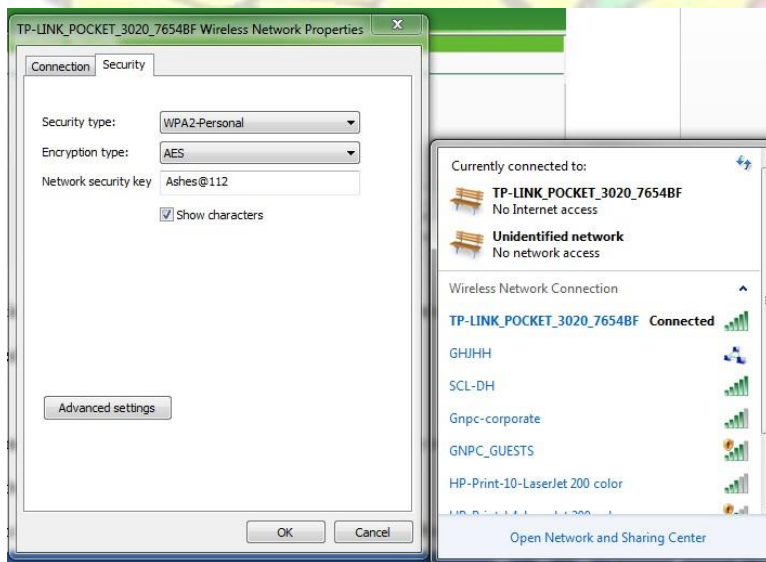 TP-LINK_POCKET_3020_7654BF Wireless Network Properties
x
Connection Security
Security type: WPA2-Personal
Encryption type: AES
Network security key Ashes@112
Show characters
Advanced settings
OK Cancel
Currently connected to:
TP-LINK_POCKET_3020_7654BF
No Internet access
Unidentified network
No network access
Wireless Network Connection
TP-LINK_POCKET_3020_7654BF Connected
GHJHH
SCL-DH
Gnpc-corporate
GNPC_GUESTS
HP-Print-10-LaserJet 200 color
Open Network and Sharing Center